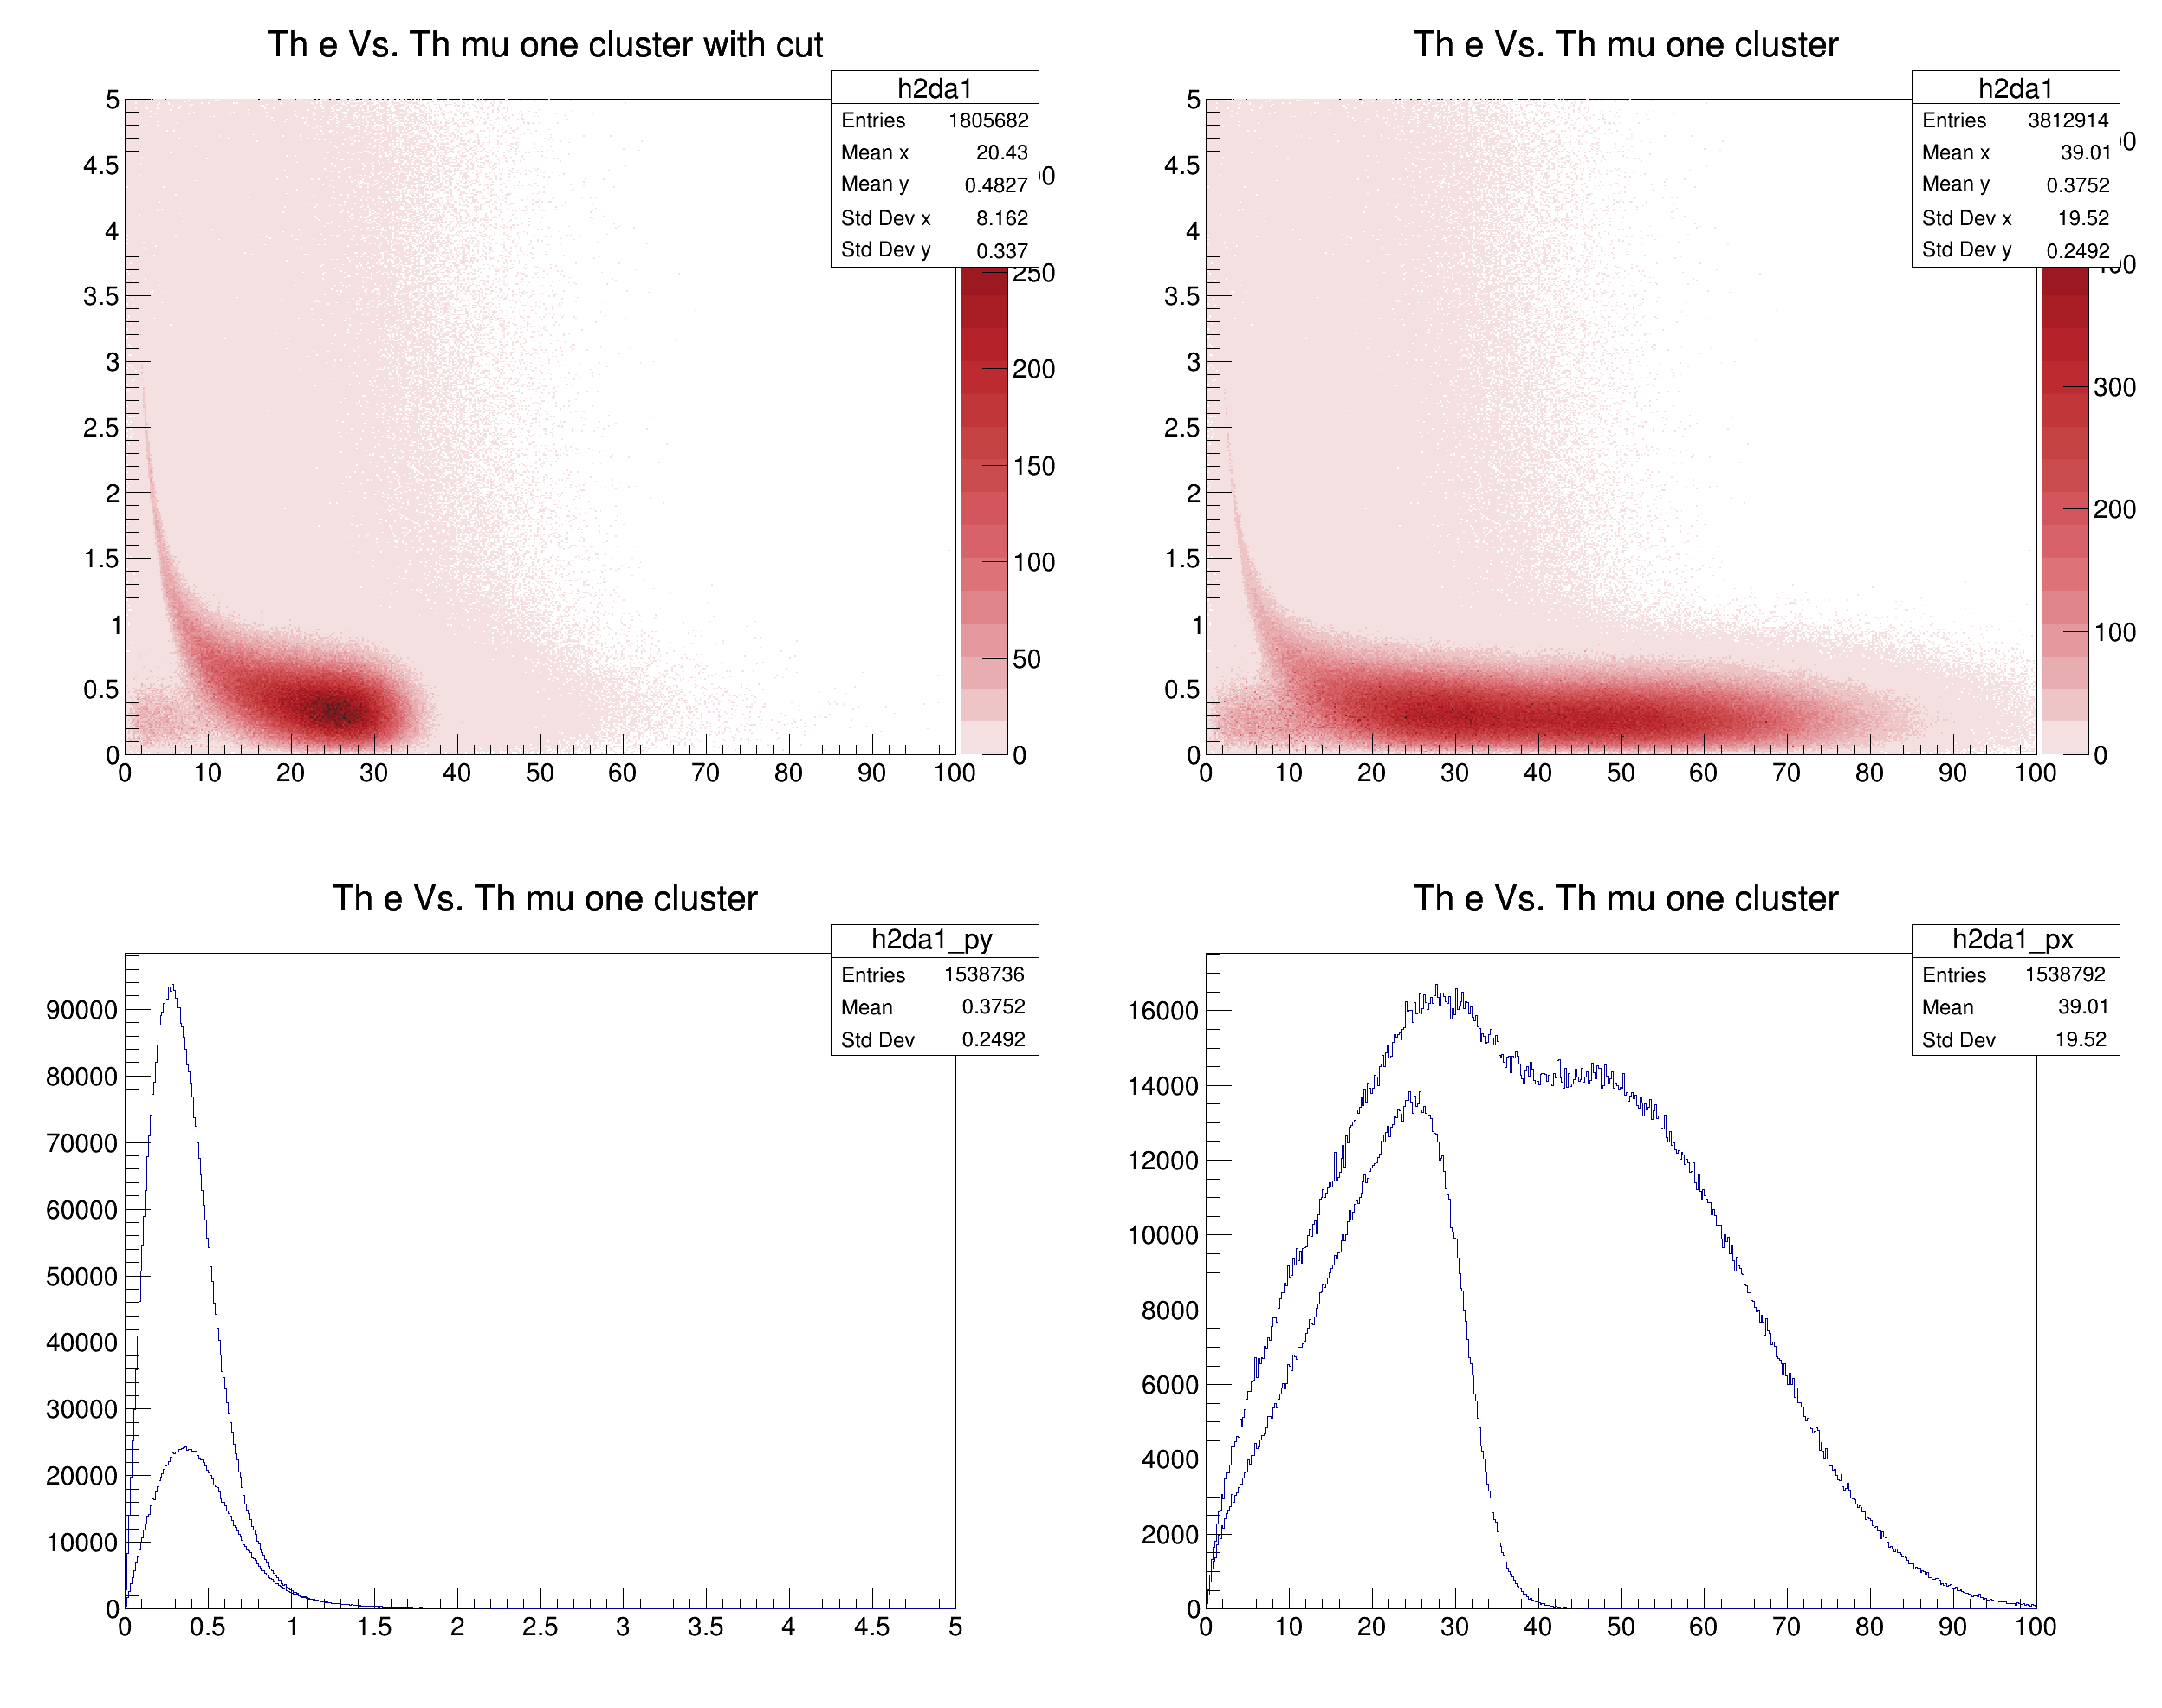 Th e Vs. Th mu one cluster with cut
h2da1
Entries 1805682
Mean x 20.43
Mean y 0.4827
Std Dev x 8.162
Std Dev y 0.337
5
4.5
4
3.5
3
2.5
2
1.5
1
0.5
0
0 10 20 30 40 50 60 70 80 90 100
250
200
150
100
50
0
Th e Vs. Th mu one cluster
h2da1
Entries 3812914
Mean x 39.01
Mean y 0.3752
Std Dev x 19.52
Std Dev y 0.2492
5
4.5
4
3.5
3
2.5
2
1.5
1
0.5
0
0 10 20 30 40 50 60 70 80 90 100
300
200
100
0
Th e Vs. Th mu one cluster
h2da1_py
Entries 1538736
Mean 0.3752
Std Dev 0.2492
90000
80000
70000
60000
50000
40000
30000
20000
10000
0
0 0.5 1 1.5 2 2.5 3 3.5 4 4.5 5
Th e Vs. Th mu one cluster
h2da1_px
Entries 1538792
Mean 39.01
Std Dev 19.52
16000
14000
12000
10000
8000
6000
4000
2000
0
0 10 20 30 40 50 60 70 80 90 100